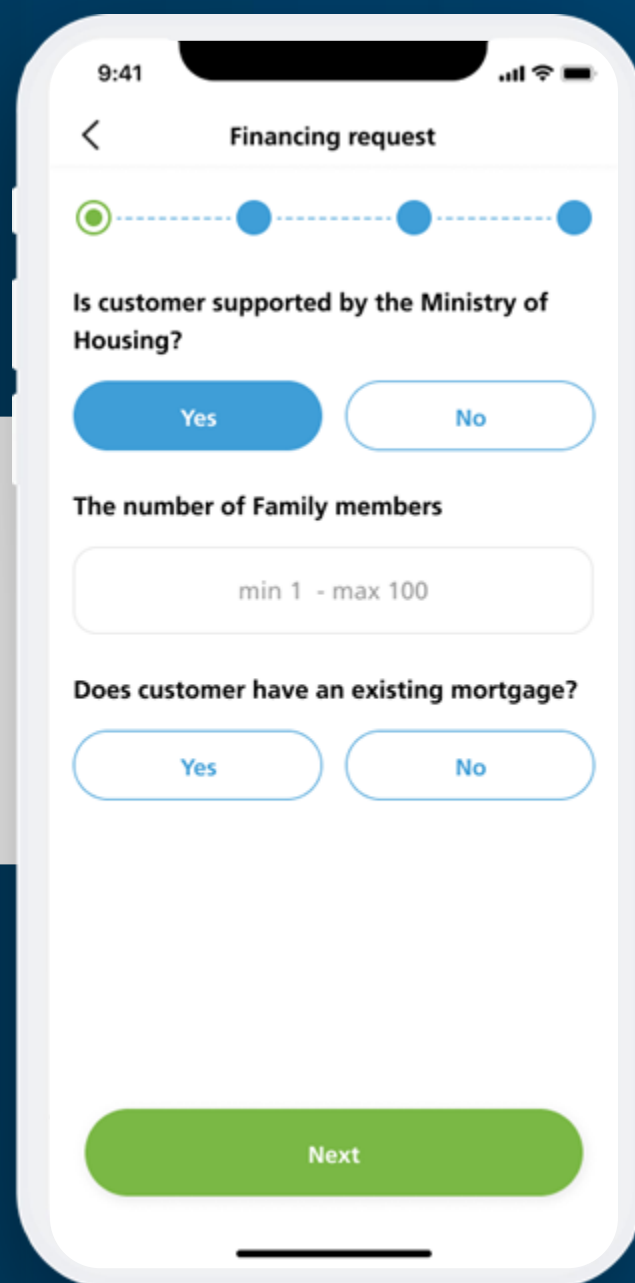 9:41
Financing request
Is customer supported by the Ministry of
Housing?
Yes No
The number of Family members
min 1 - max 100
Does customer have an existing mortgage?
Yes No
Next